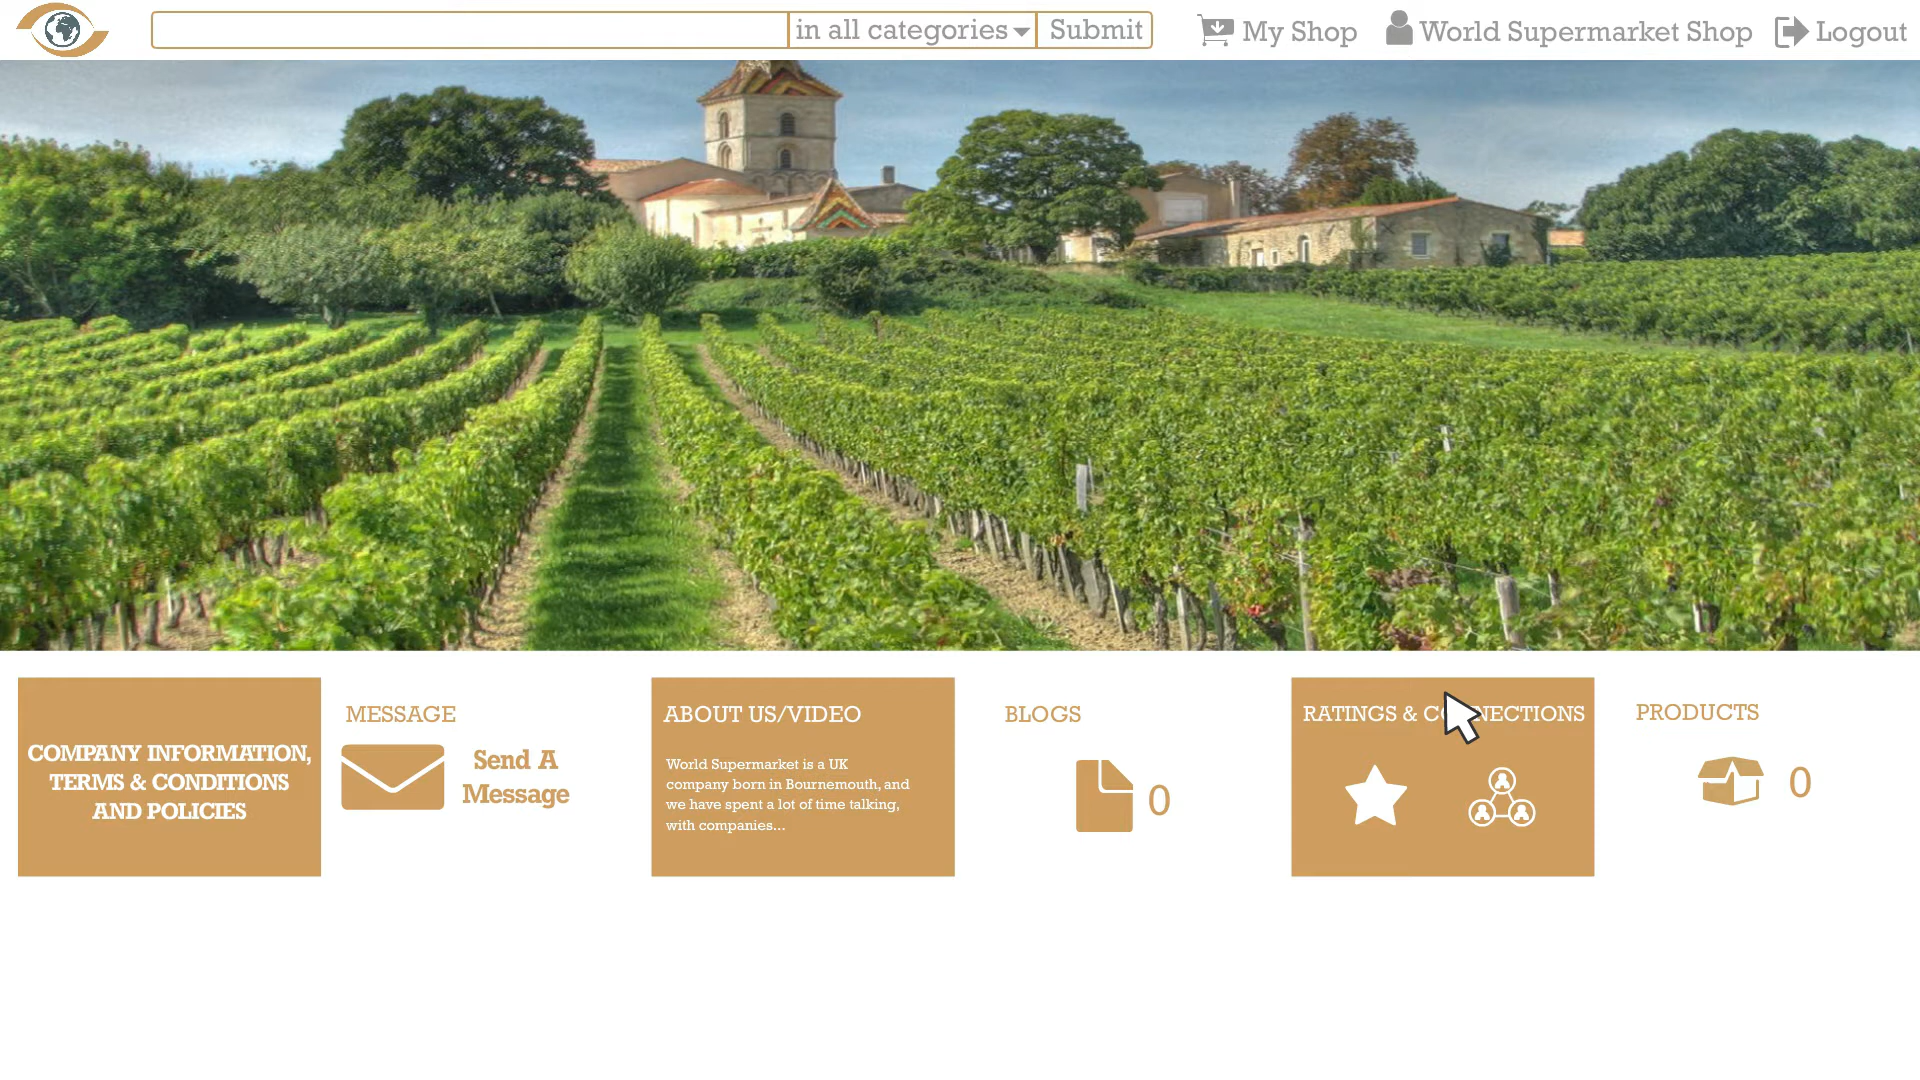 in all categories Submit My Shop World Supermarket Shop Logout
COMPANY INFORMATION,
TERMS & CONDITIONS
AND POLICIES
MESSAGE
Send A
Message
ABOUT US/VIDEO
World Supermarket is a UK
company born in Bournemouth, and
we have spent a lot of time talking,
with companies...
BLOGS
0
RATINGS &
PRODUCTS
0